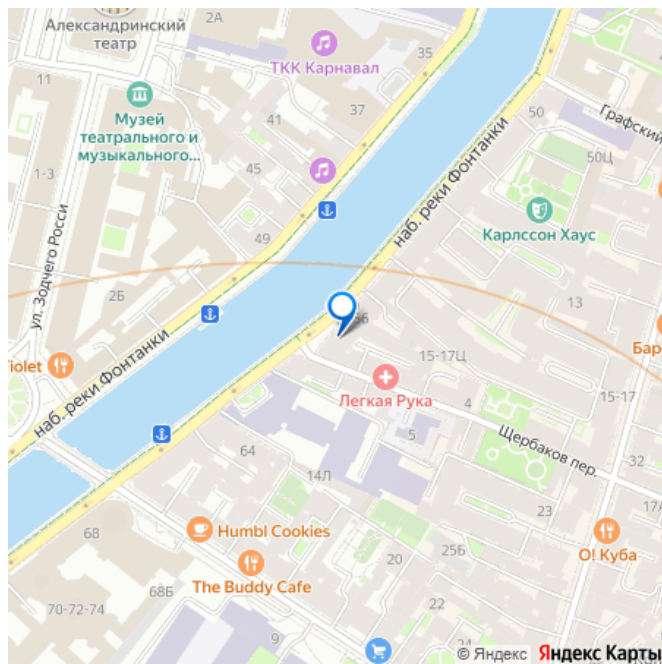 Александринский
театр
2А
35
ТКК Карнавал
11
37
Музей
театрального и
музыкального...
41
50
Графский
45
50Ц
1-3
наб. реки Фонтанки
Карлссон Хаус
49
ул. Зодчего Росси
2Б
13
56
Бар
15-17Ц
iolet
наб. реки Фонтанки
15-17
Легкая Рука
4
5
Щербаков пер.
64
32
14Л
17А
23
68
Humbl Cookies
О! Куба
25Б
20
The Buddy Cafe
68Б
22
70-72-74
9
24
© Яндекс Яндекс Карты